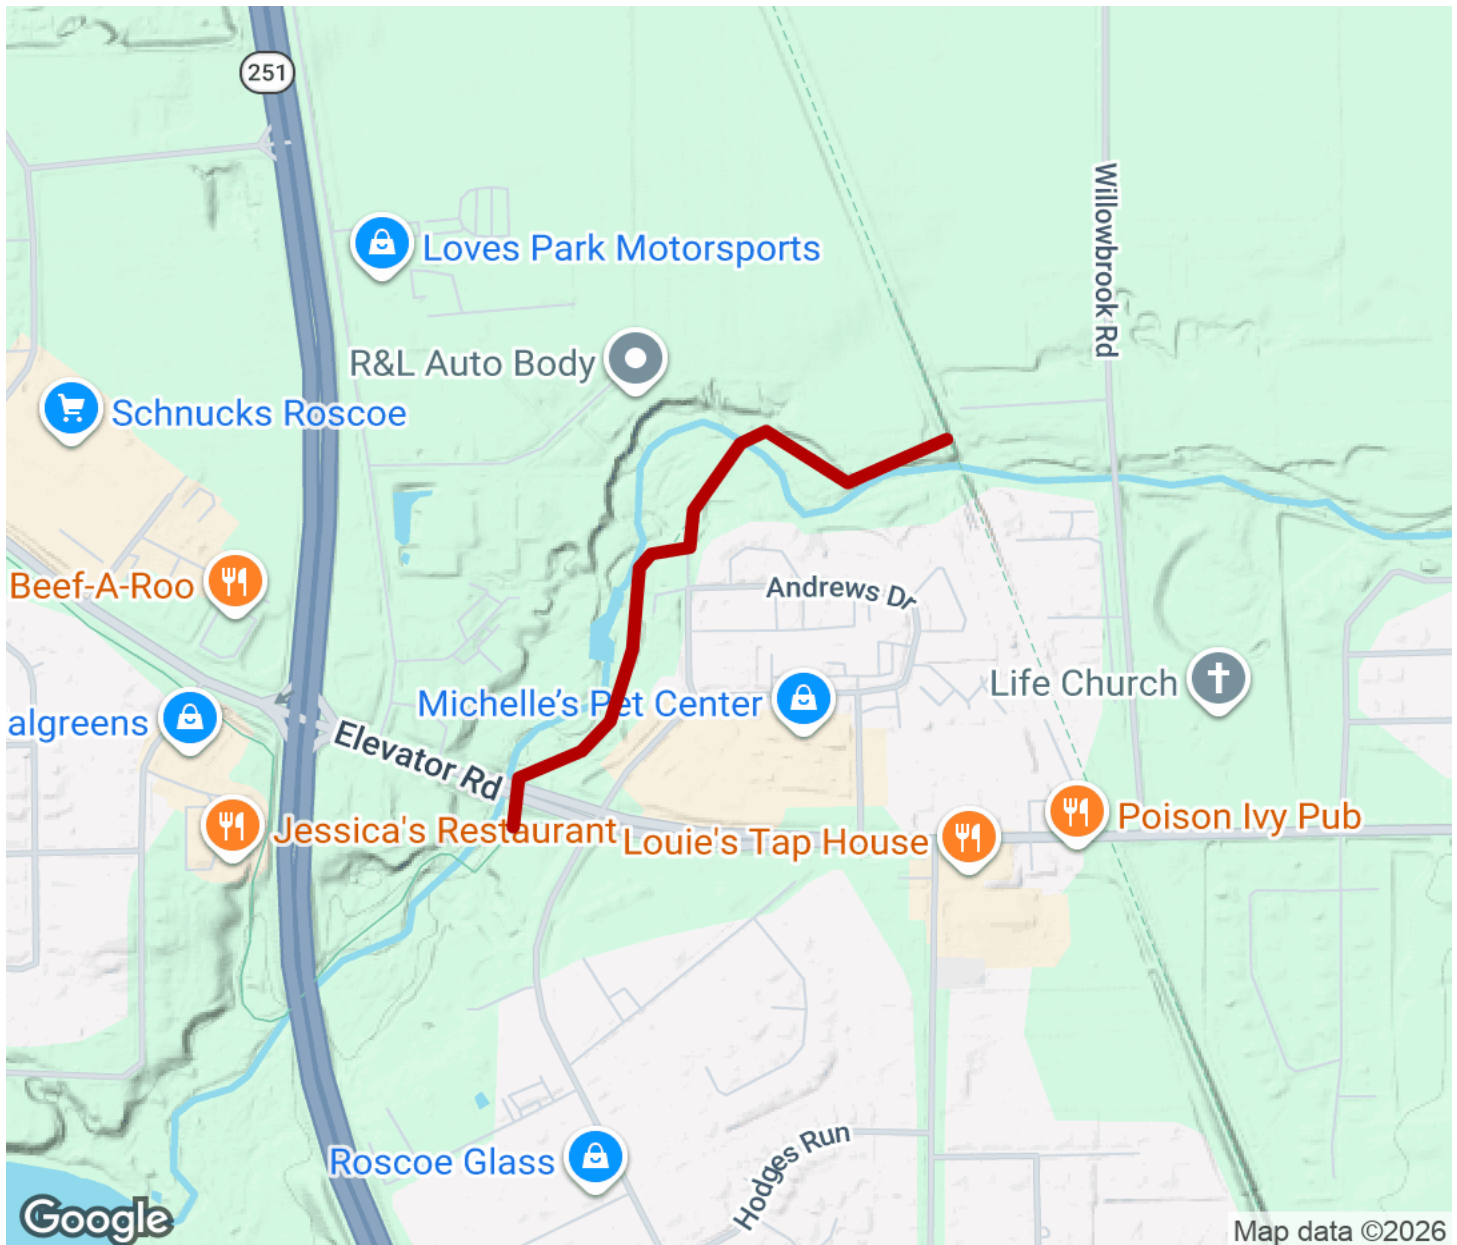 251
Willowbrook Rd
Loves Park Motorsports
R&L Auto Body
Schnucks Roscoe
Beef-A-Roo
Andrews Dr
Life Church
Michelle’s Pet Center
algreens
Elevator Rd
Jessica's Restaurant
Louie's Tap House
Poison Ivy Pub
Roscoe Glass
Hodges Run
Google
Map data ©2026